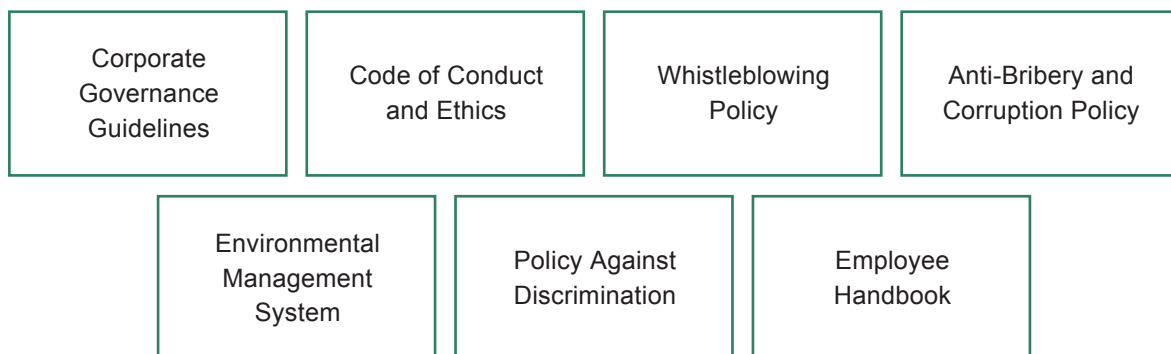 Corporate
Governance
Guidelines
Code of Conduct
and Ethics
Whistleblowing
Policy
Anti-Bribery and
Corruption Policy
Environmental
Management
System
Policy Against
Discrimination
Employee
Handbook